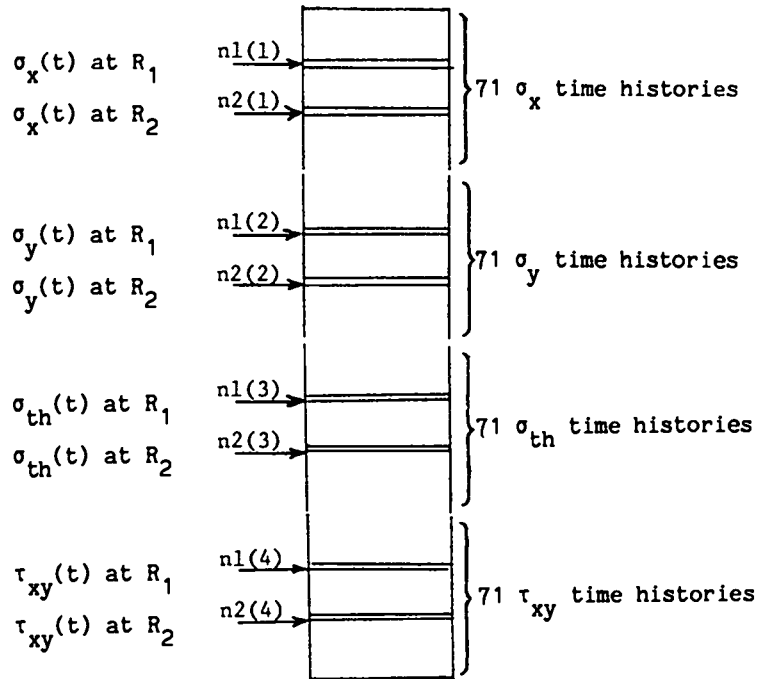 σx(t) at R1 n1(1)
71 σx time histories
σx(t) at R2 n2(1)
σy(t) at R1 n1(2)
71 σy time histories
σy(t) at R2 n2(2)
σth(t) at R1 n1(3)
71 σth time histories
σth(t) at R2 n2(3)
τxy(t) at R1 n1(4)
71 τxy time histories
τxy(t) at R2 n2(4)